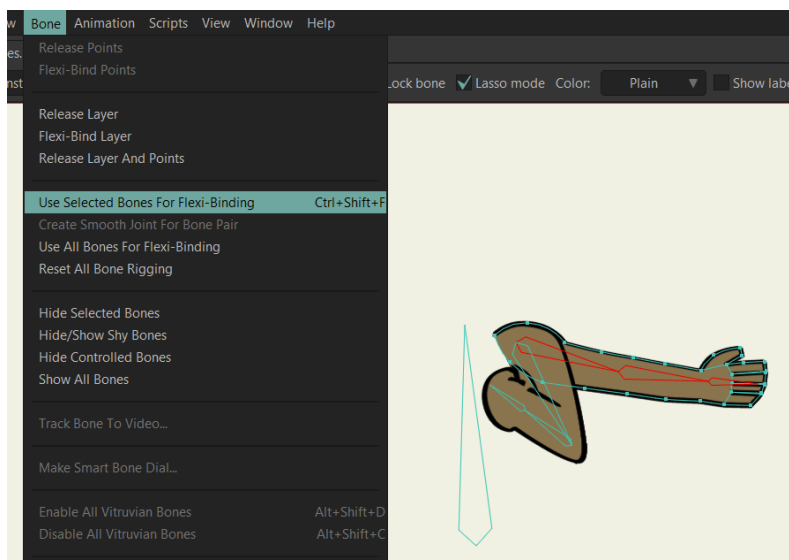 w Bone Animation Scripts View Window Help
es.
Release Points
Flexi-Bind Points
nst
Lock bone Lasso mode Color: Plain Show labe
Release Layer
Flexi-Bind Layer
Release Layer And Points
Use Selected Bones For Flexi-Binding Ctrl+Shift+F
Create Smooth Joint For Bone Pair
Use All Bones For Flexi-Binding
Reset All Bone Rigging
Hide Selected Bones
Hide/Show Shy Bones
Hide Controlled Bones
Show All Bones
Track Bone To Video...
Make Smart Bone Dial...
Enable All Vitruvian Bones Alt+Shift+D
Disable All Vitruvian Bones Alt+Shift+C